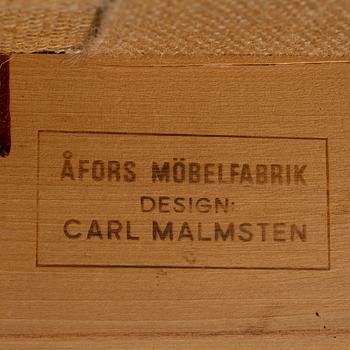 ÅFORS MÖBELFABRIK
DESIGN:
CARL MALMSTEN